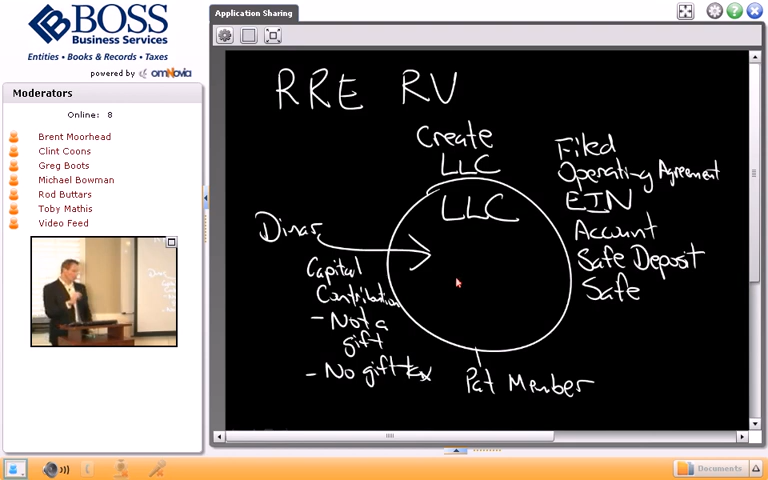 BOSS
Business Services
Entities • Books & Records • Taxes
powered by omNovia
Moderators
Online: 8
Brent Moorhead
Clint Coons
Greg Boots
Michael Bowman
Rod Buttars
Toby Mathis
Video Feed
Application Sharing
RRE RV
Create
LLC
LLC
Dinar
Capital
Contribution
- Not a
gift
- No gift tax
Pat Member
Filed
Operating Agreement
EIN
Account
Safe Deposit
Safe
Documents